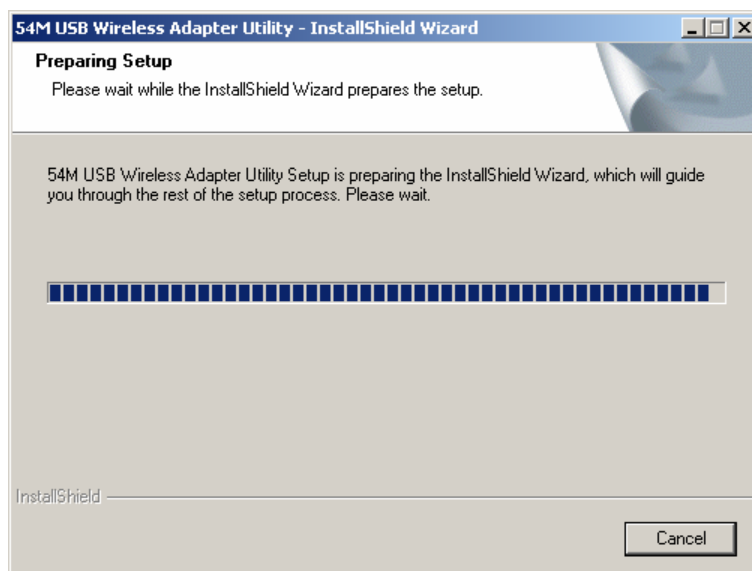 54M USB Wireless Adapter Utility - InstallShield Wizard
Preparing Setup
Please wait while the InstallShield Wizard prepares the setup.
54M USB Wireless Adapter Utility Setup is preparing the InstallShield Wizard, which will guide
you through the rest of the setup process. Please wait.
InstallShield
Cancel